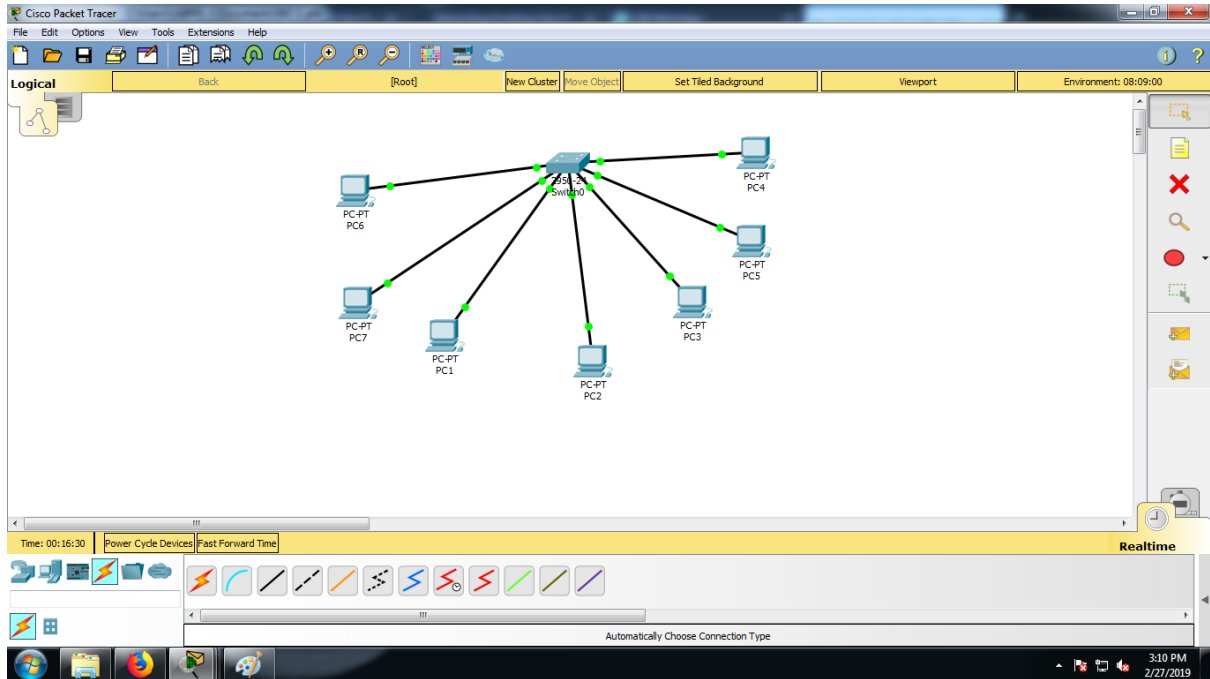 Cisco Packet Tracer
File Edit Options View Tools Extensions Help
Logical Back [Root] New Cluster Move Object Set Tiled Background Viewport Environment: 08:09:00
2950-24
Switch0
PC-PT
PC4
PC-PT
PC6
PC-PT
PC5
PC-PT
PC7
PC-PT
PC3
PC-PT
PC1
PC-PT
PC2
Time: 00:16:30 Power Cycle Devices Fast Forward Time Realtime
Automatically Choose Connection Type
3:10 PM
2/27/2019